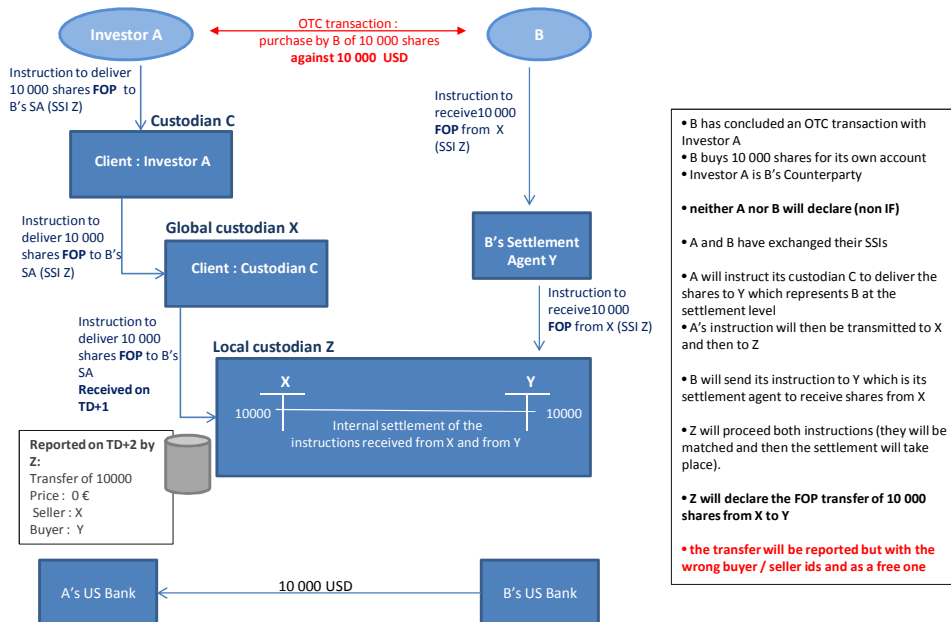 Investor A
OTC transaction :
purchase by B of 10 000 shares
against 10 000 USD
B
Instruction to deliver
10 000 shares FOP to
B's SA (SSI Z)
Custodian C
Client : Investor A
Instruction to
receive10 000
FOP from X
(SSI Z)
Instruction to
deliver 10 000
shares FOP to B's
SA (SSI Z)
Global custodian X
Client : Custodian C
B's Settlement
Agent Y
Instruction to
deliver 10 000
shares FOP to B's
SA
Received on
TD+1
Instruction to
receive10 000
FOP from X (SSI Z)
Local custodian Z
X
Y
10000
10000
Internal settlement of the
instructions received from X and from Y
Reported on TD+2 by
Z:
Transfer of 10000
Price : 0 €
Seller : X
Buyer : Y
A's US Bank
10 000 USD
B's US Bank
• B has concluded an OTC transaction with
Investor A
• B buys 10 000 shares for its own account
• Investor A is B's Counterparty
• neither A nor B will declare (non IF)
• A and B have exchanged their SSIs
• A will instruct its custodian C to deliver the
shares to Y which represents B at the
settlement level
• A's instruction will then be transmitted to X
and then to Z
• B will send its instruction to Y which is its
settlement agent to receive shares from X
• Z will proceed both instructions (they will be
matched and then the settlement will take
place).
• Z will declare the FOP transfer of 10 000
shares from X to Y
• the transfer will be reported but with the
wrong buyer / seller ids and as a free one